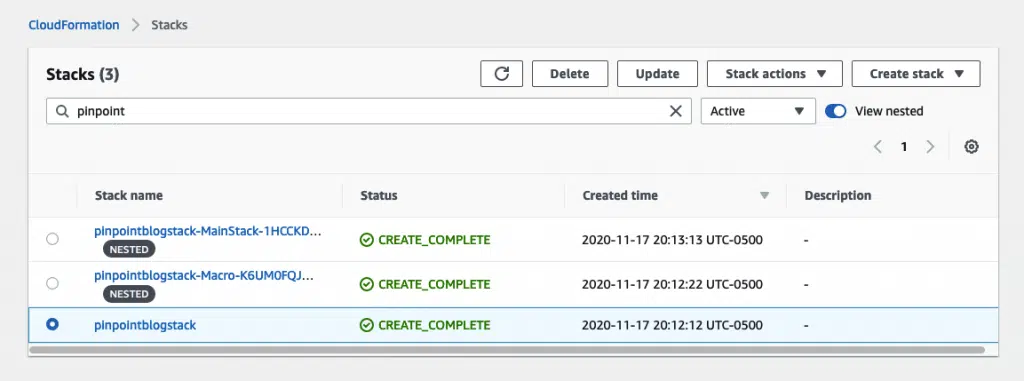 CloudFormation > Stacks
Stacks (3)
Delete
Update
Stack actions
Create stack
pinpoint
Active
View nested
1
Stack name Status Created time Description
pinpointblogstack-MainStack-1HCCKD...
NESTED
CREATE_COMPLETE 2020-11-17 20:13:13 UTC-0500 -
pinpointblogstack-Macro-K6UM0FQJ...
NESTED
CREATE_COMPLETE 2020-11-17 20:12:22 UTC-0500 -
pinpointblogstack CREATE_COMPLETE 2020-11-17 20:12:12 UTC-0500 -